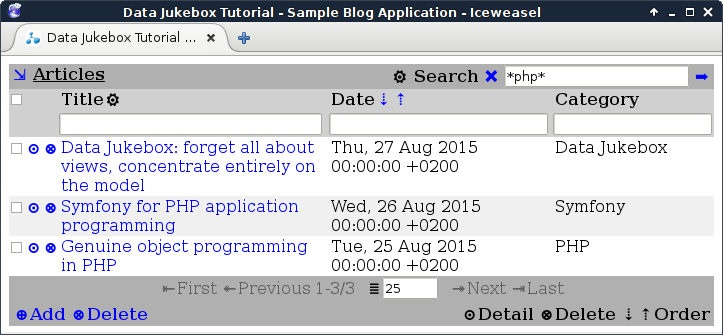 Data Jukebox Tutorial - Sample Blog Application - Iceweasel
Data Jukebox Tutorial ...
Articles Search *php*
Title Date Category
Data Jukebox: forget all about Thu, 27 Aug 2015 Data Jukebox
views, concentrate entirely on 00:00:00 +0200
the model
Symfony for PHP application Wed, 26 Aug 2015 Symfony
programming 00:00:00 +0200
Genuine object programming Tue, 25 Aug 2015 PHP
in PHP 00:00:00 +0200
⇤First ↞Previous 1-3/3 ≣ 25 ↠Next ⇥Last
⊕Add ⊗Delete ⊙Detail ⊗Delete ⇣ ⇡Order